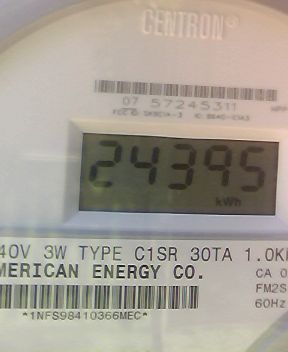 CENTRON®
07 57245311
24395
kWh
40V 3W TYPE C1SR 30TA 1.0K
MERICAN ENERGY CO.
CA 0
FM2S
60Hz
*1NFS98410366MEC*